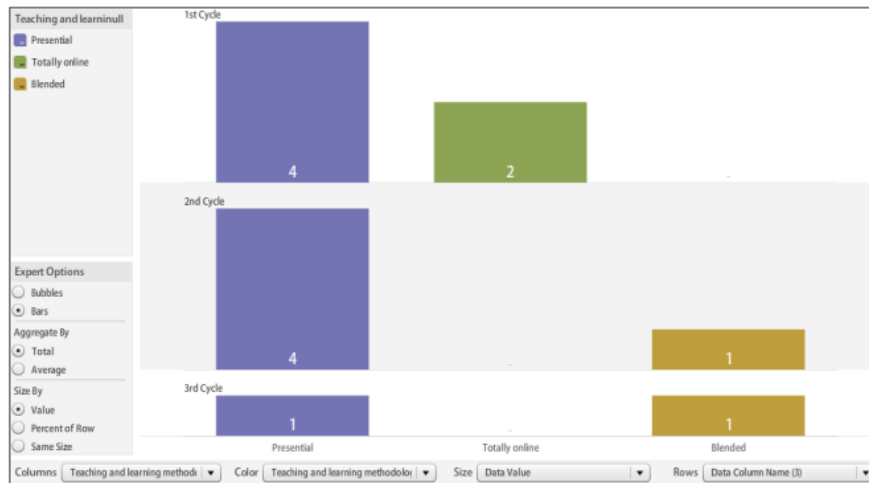 Teaching and learninull
Presential
Totally online
Blended
1st Cycle
4
2
-
2nd Cycle
4
-
1
3rd Cycle
1
-
1
Presential
Totally online
Blended
Expert Options
Bubbles
Bars
Aggregate By
Total
Average
Size By
Value
Percent of Row
Same Size
Columns Teaching and learning methodo Color Teaching and learning methodolo Size Data Value Rows Data Column Name (3)